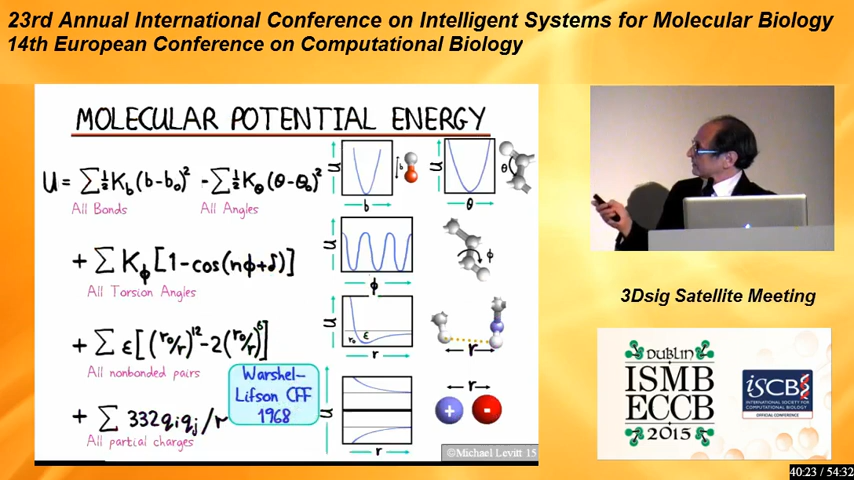 23rd Annual International Conference on Intelligent Systems for Molecular Biology
14th European Conference on Computational Biology
MOLECULAR POTENTIAL ENERGY
U = ∑½K_b(b-b₀)² - ∑½K_θ(θ-θ₀)²
All Bonds All Angles
+ ∑ K_ϕ[1-cos(nϕ+δ)]
All Torsion Angles
+ ∑ ε[(r₀/r)¹²-2(r₀/r)⁶]
All nonbonded pairs
+ ∑ 332qᵢqⱼ/r
All partial charges
Warshel-
Lifson CFF
1968
U
b
b
U
θ
θ
U
ϕ
ϕ
U
r₀
ε
r
r
U
r
r
+
-
©Michael Levitt 15
3Dsig Satellite Meeting
DUBLIN
ISMB
ECCB
2015
iSCB
INTERNATIONAL SOCIETY FOR
COMPUTATIONAL BIOLOGY
OFFICIAL CONFERENCE
40:23 / 54:32